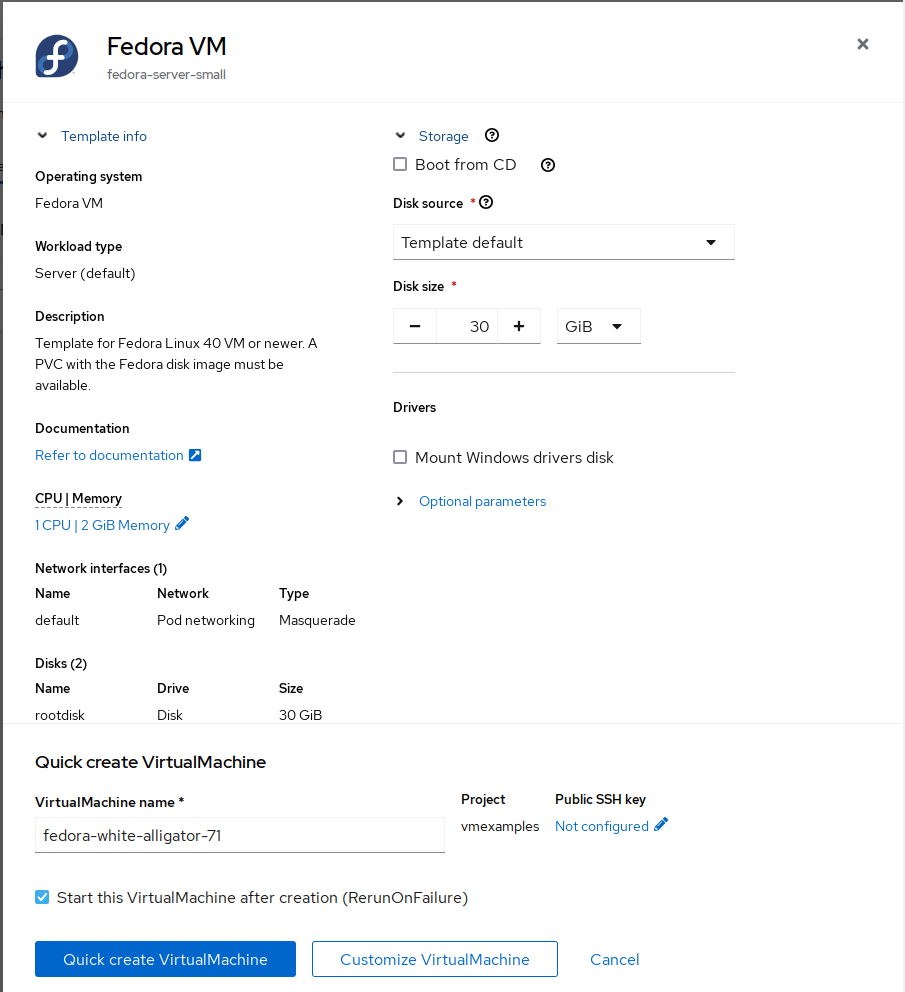 Fedora VM
fedora-server-small
Template info
Operating system
Fedora VM
Workload type
Server (default)
Description
Template for Fedora Linux 40 VM or newer. A
PVC with the Fedora disk image must be
available.
Documentation
Refer to documentation
CPU | Memory
1 CPU | 2 GiB Memory
Network interfaces (1)
Name Network Type
default Pod networking Masquerade
Disks (2)
Name Drive Size
rootdisk Disk 30 GiB
Storage
Boot from CD
Disk source *
Template default
Disk size *
30 GiB
Drivers
Mount Windows drivers disk
Optional parameters
Quick create VirtualMachine
VirtualMachine name *
fedora-white-alligator-71
Project
vmexamples
Public SSH key
Not configured
Start this VirtualMachine after creation (RerunOnFailure)
Quick create VirtualMachine
Customize VirtualMachine
Cancel